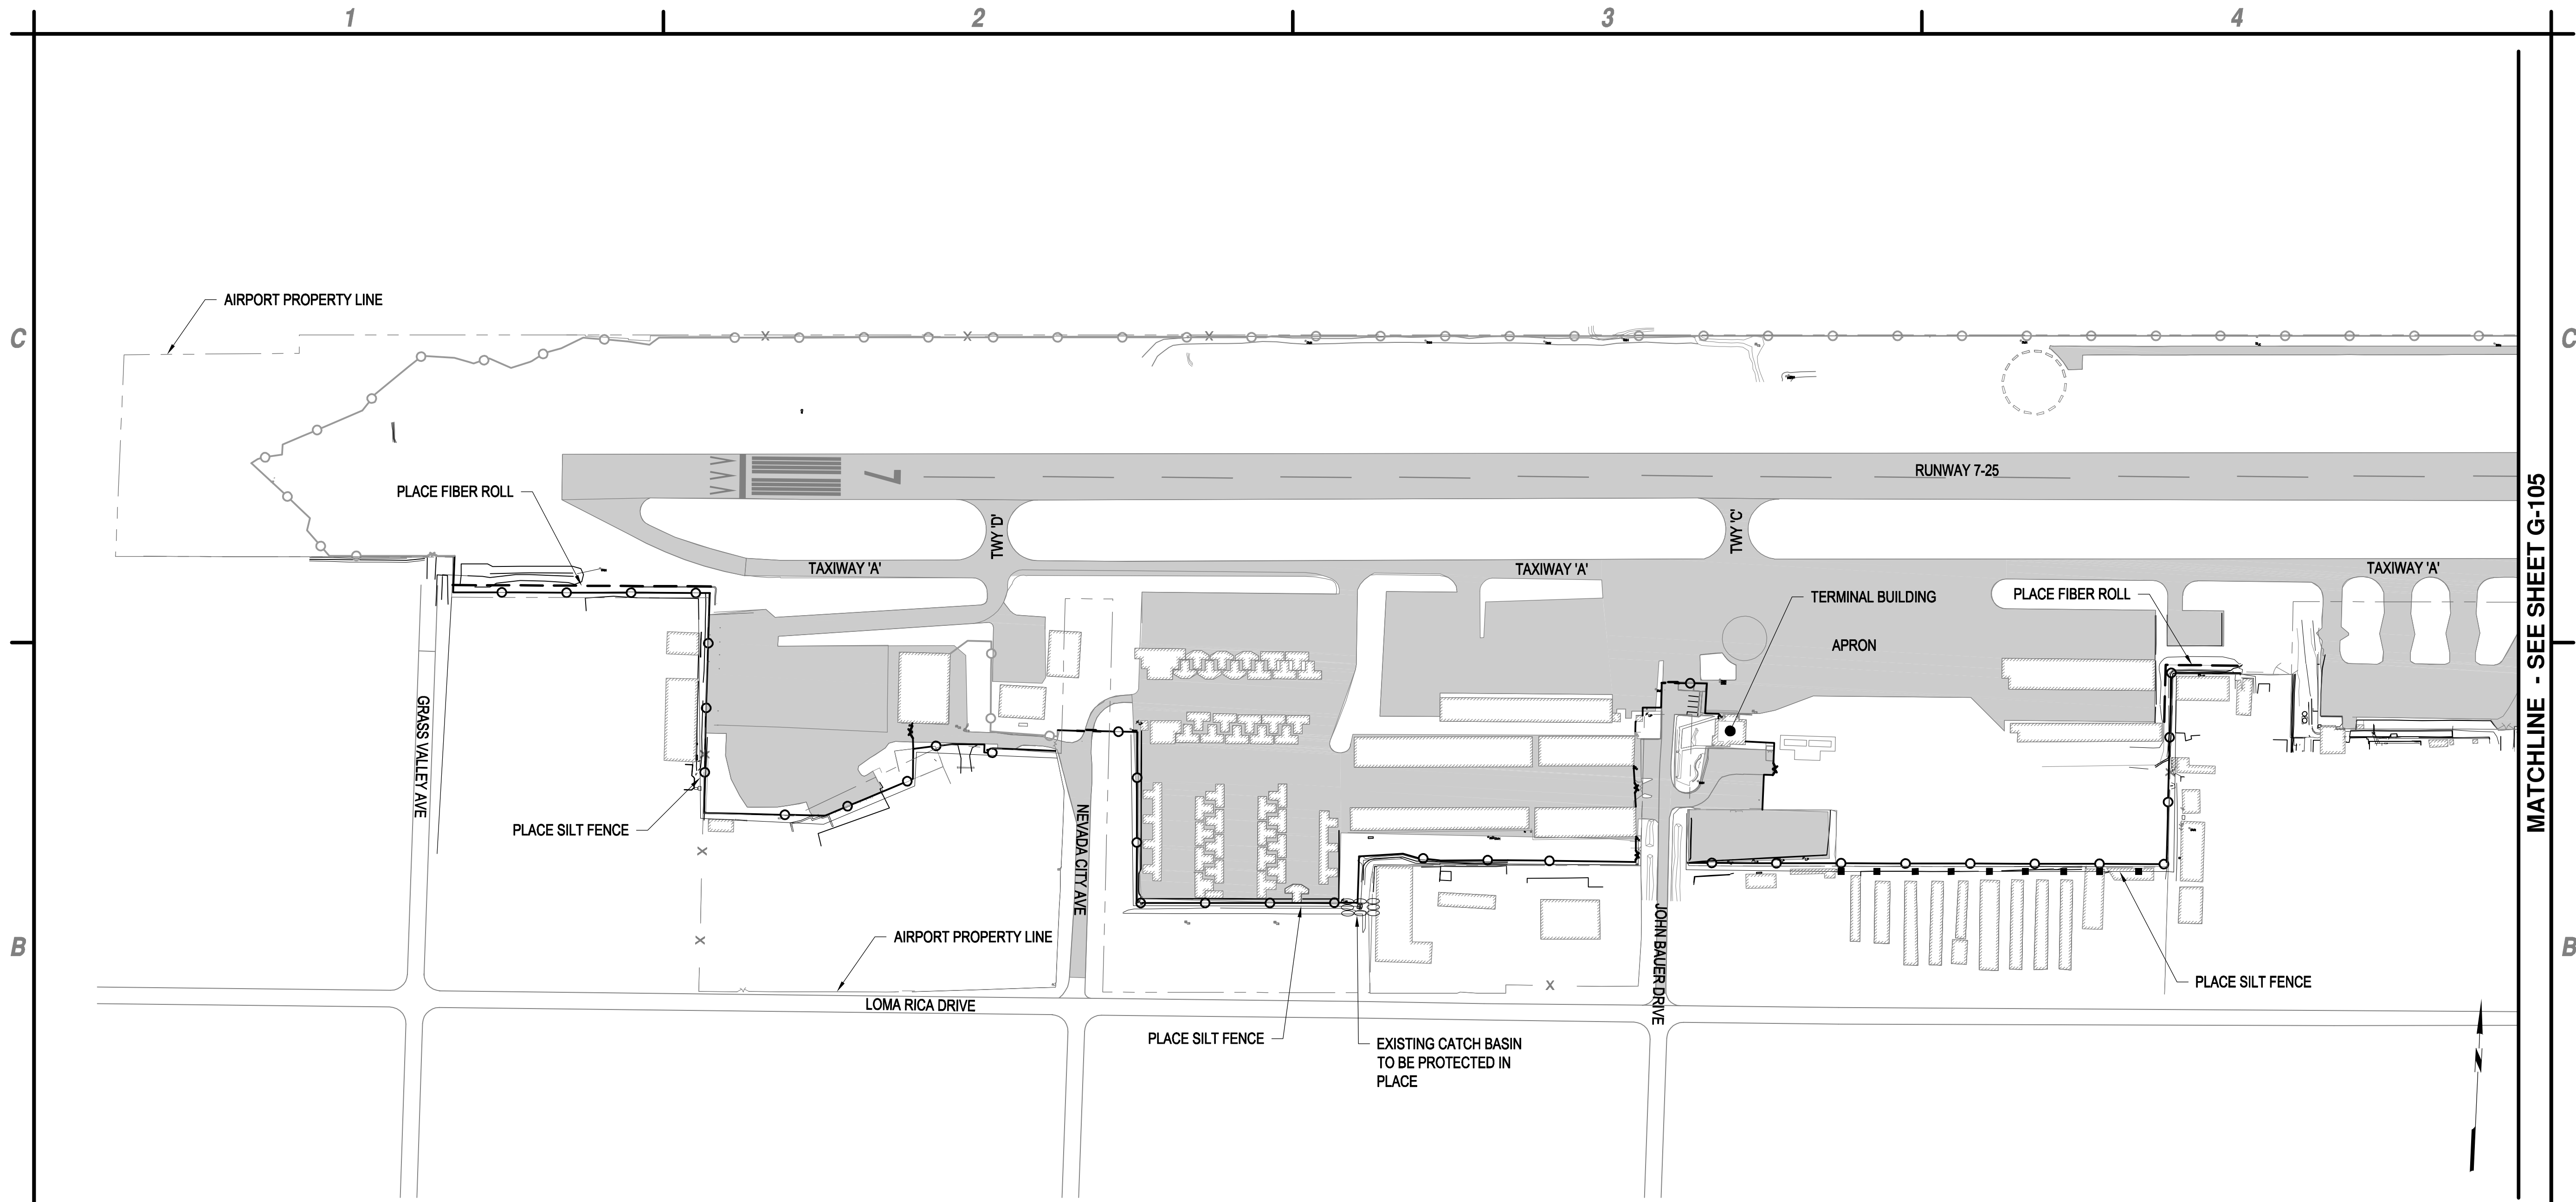 1
2
3
4
AIRPORT PROPERTY LINE
C
C
7
RUNWAY 7-25
PLACE FIBER ROLL
TWY 'D'
TWY 'C'
TAXIWAY 'A'
TAXIWAY 'A'
TAXIWAY 'A'
PLACE FIBER ROLL
TERMINAL BUILDING
APRON
MATCHLINE - SEE SHEET G-105
GRASS VALLEY AVE
PLACE SILT FENCE
NEVADA CITY AVE
AIRPORT PROPERTY LINE
B
B
JOHN BAUER DRIVE
PLACE SILT FENCE
LOMA RICA DRIVE
PLACE SILT FENCE
EXISTING CATCH BASIN
TO BE PROTECTED IN
PLACE
N